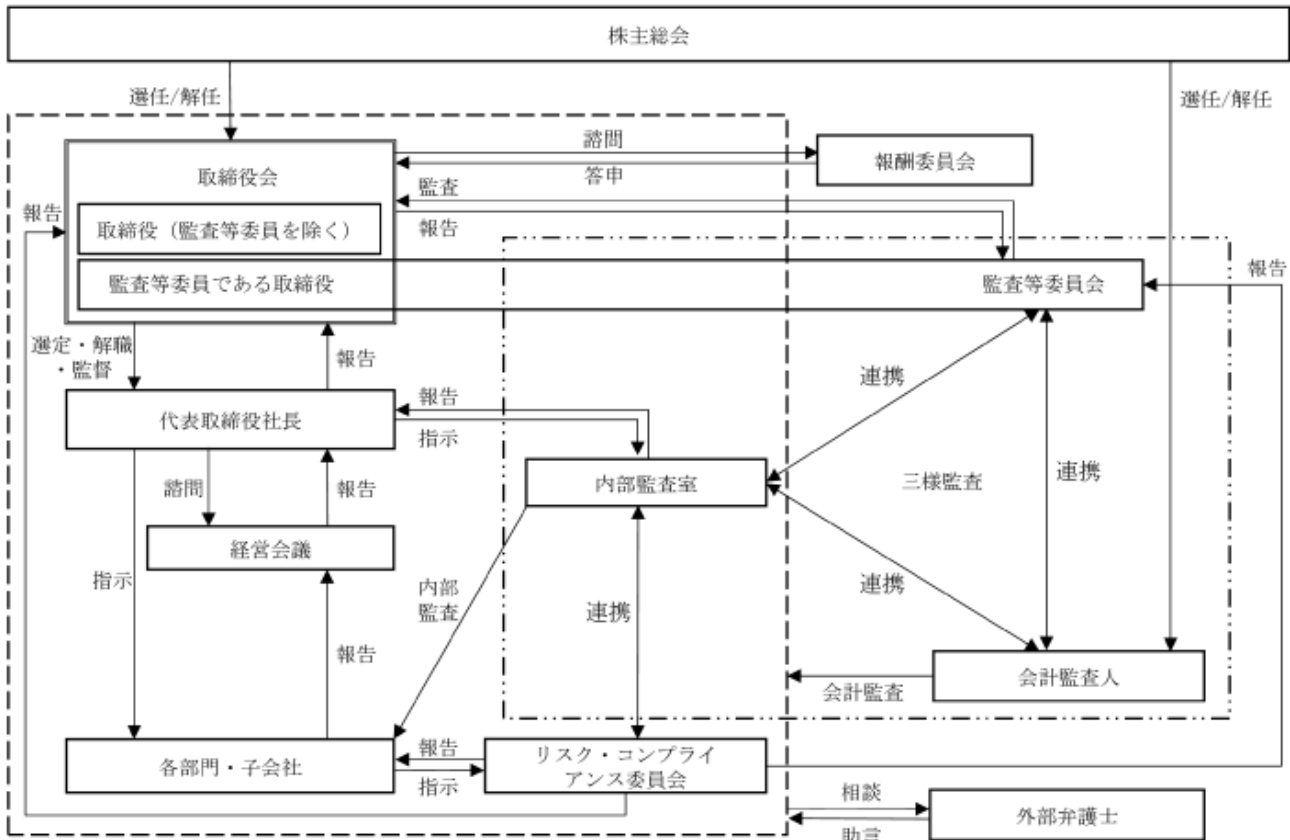 株主総会
選任/解任
選任/解任
諮問
報酬委員会
答申
取締役会
監査
報告
取締役（監査等委員を除く）
報告
監査等委員である取締役
監査等委員会
報告
選定・解職
・監督
報告
連携
代表取締役社長
報告
指示
内部監査室
三様監査
連携
諮問
報告
経営会議
指示
内部
監査
連携
連携
報告
会計監査人
会計監査
各部門・子会社
報告
指示
リスク・コンプライ
アンス委員会
相談
外部弁護士
助言